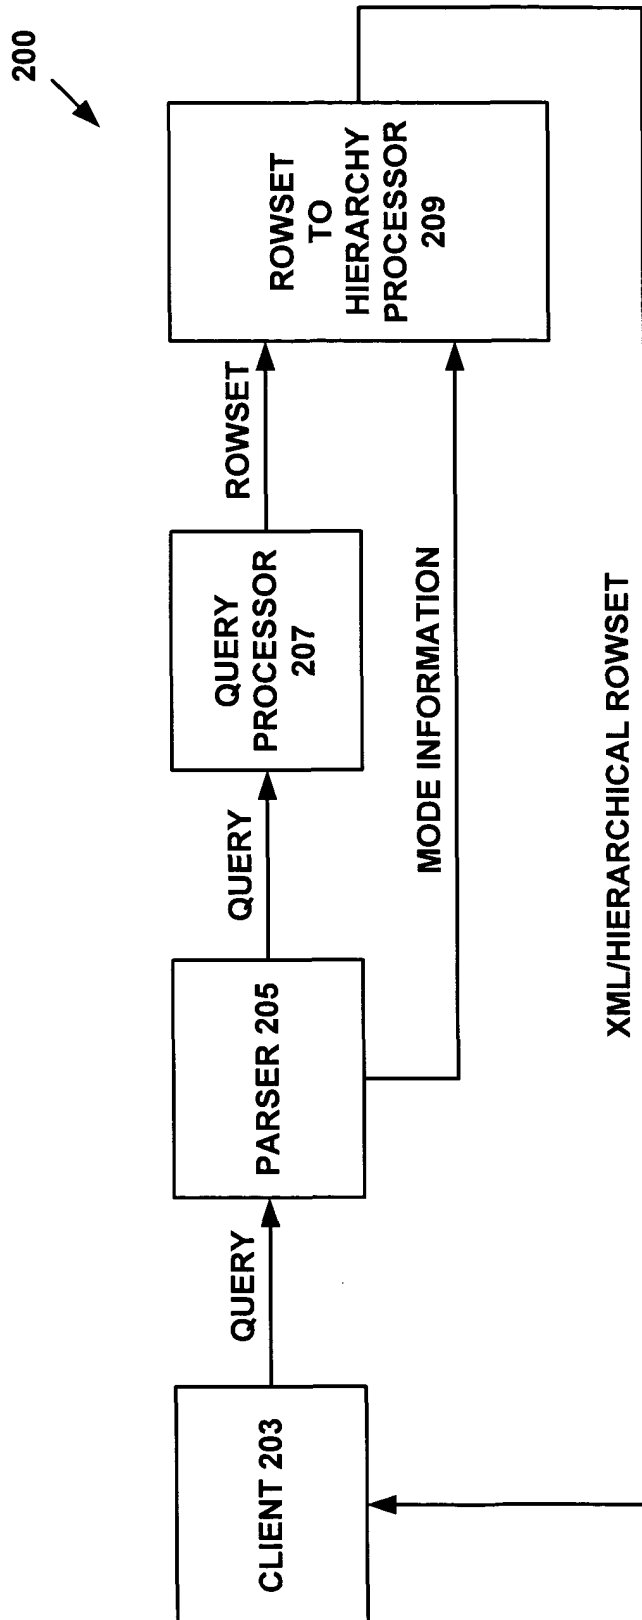 200
CLIENT 203
QUERY
PARSER 205
QUERY
QUERY
PROCESSOR
207
ROWSET
ROWSET
TO
HIERARCHY
PROCESSOR
209
MODE INFORMATION
XML/HIERARCHICAL ROWSET